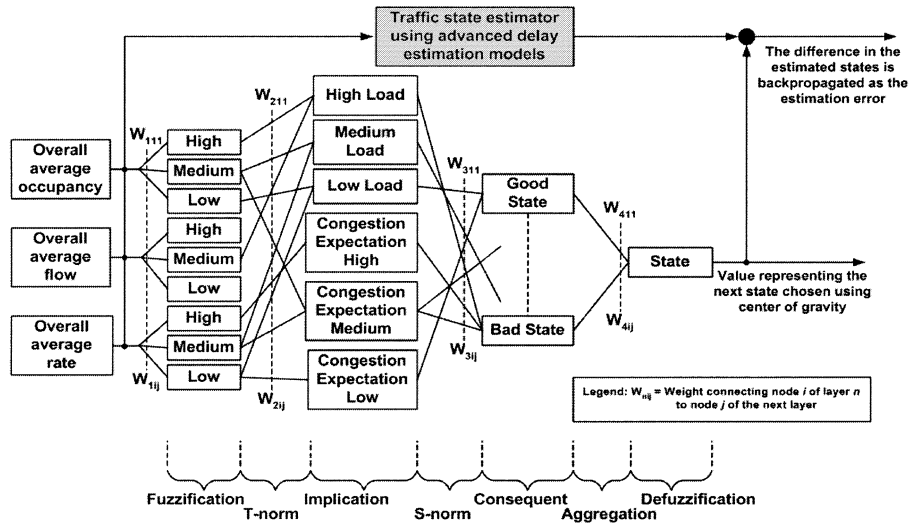 Traffic state estimator
using advanced delay
estimation models
The difference in the
estimated states is
backpropagated as the
estimation error
Overall
average
occupancy
Overall
average
flow
Overall
average
rate
W111
High
Medium
Low
High
Medium
Low
High
Medium
Low
W1ij
W211
W2ij
High Load
Medium
Load
Low Load
Congestion
Expectation
High
Congestion
Expectation
Medium
Congestion
Expectation
Low
W311
W3ij
Good
State
Bad State
W411
W4ij
State
Value representing the
next state chosen using
center of gravity
Legend: Wnij = Weight connecting node i of layer n
to node j of the next layer
Fuzzification
T-norm
Implication
S-norm
Consequent
Aggregation
Defuzzification